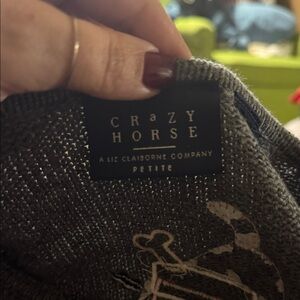 CRaZY
HORSE
A LIZ CLAIBORNE COMPANY
PETITE